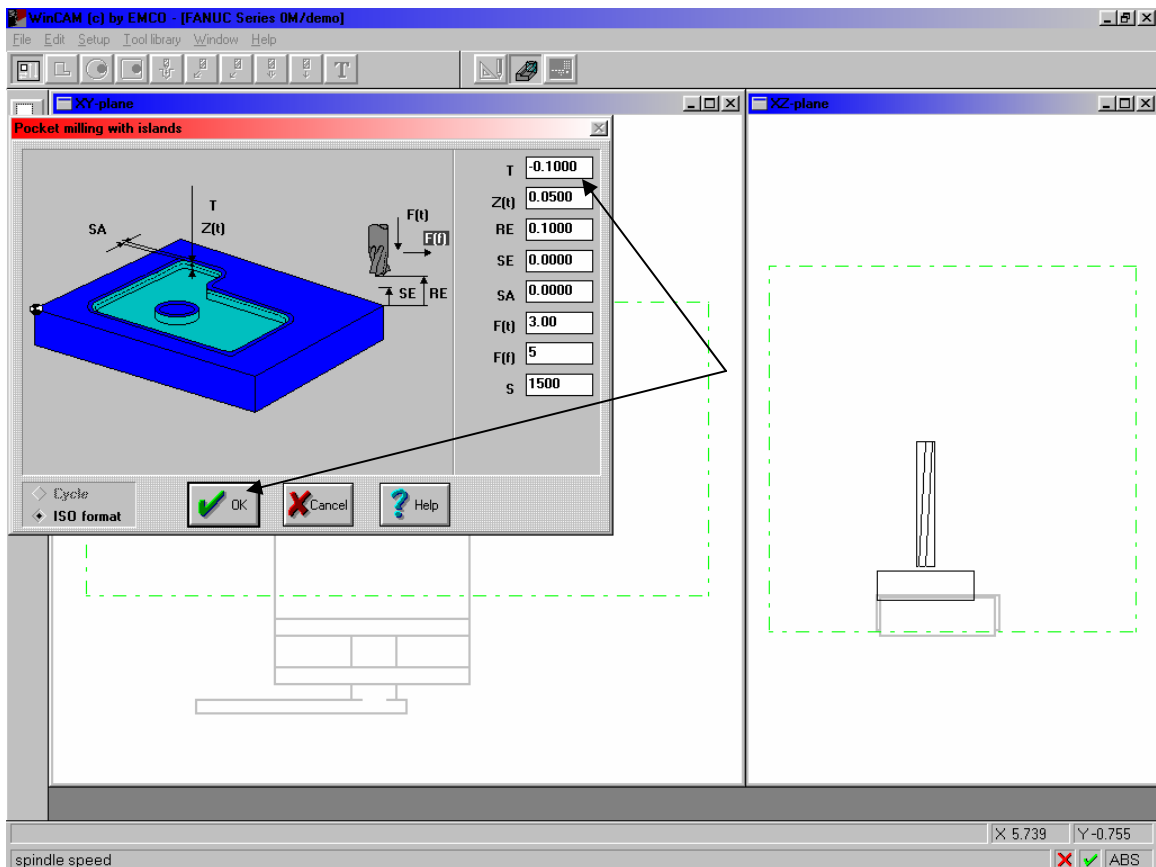 WinCAM (c) by EMCO - [FANUC Series 0M/demo]
File Edit Setup Tool library Window Help
T
XY-plane
XZ-plane
Pocket milling with islands
T
Z(t)
SA
F(t)
F(f)
SE RE
T -0.1000
Z(t) 0.0500
RE 0.1000
SE 0.0000
SA 0.0000
F(t) 3.00
F(f) 5
S 1500
Cycle
ISO format
OK
Cancel
Help
X 5.739 Y-0.755
spindle speed
ABS